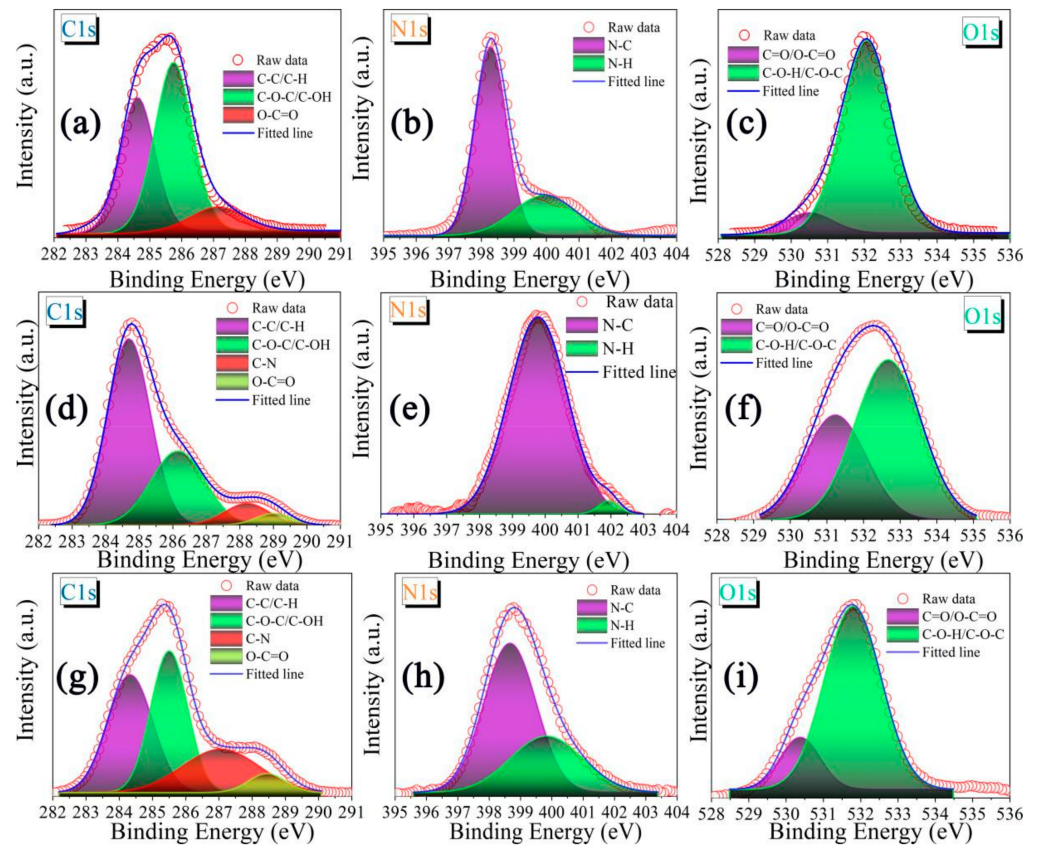 C1s
Raw data
C-C/C-H
C-O-C/C-OH
O-C=O
Fitted line
(a)
Intensity (a.u.)
282 283 284 285 286 287 288 289 290 291
Binding Energy (eV)
N1s
Raw data
N-C
N-H
Fitted line
(b)
Intensity (a.u.)
395 396 397 398 399 400 401 402 403 404
Binding Energy (eV)
O1s
Raw data
C=O/O-C=O
C-O-H/C-O-C
Fitted line
(c)
Intensity (a.u.)
528 529 530 531 532 533 534 535 536
Binding Energy (eV)
C1s
Raw data
C-C/C-H
C-O-C/C-OH
C-N
O-C=O
Fitted line
(d)
Intensity (a.u.)
282 283 284 285 286 287 288 289 290 291
Binding Energy (eV)
N1s
Raw data
N-C
N-H
Fitted line
(e)
Intensity (a.u.)
395 396 397 398 399 400 401 402 403 404
Binding Energy (eV)
O1s
Raw data
C=O/O-C=O
C-O-H/C-O-C
Fitted line
(f)
Intensity (a.u.)
528 529 530 531 532 533 534 535 536
Binding Energy (eV)
C1s
Raw data
C-C/C-H
C-O-C/C-OH
C-N
O-C=O
Fitted line
(g)
Intensity (a.u.)
282 283 284 285 286 287 288 289 290 291
Binding Energy (eV)
N1s
Raw data
N-C
N-H
Fitted line
(h)
Intensity (a.u.)
395 396 397 398 399 400 401 402 403 404
Binding Energy (eV)
O1s
Raw data
C=O/O-C=O
C-O-H/C-O-C
Fitted line
(i)
Intensity (a.u.)
528 529 530 531 532 533 534 535 536
Binding Energy (eV)